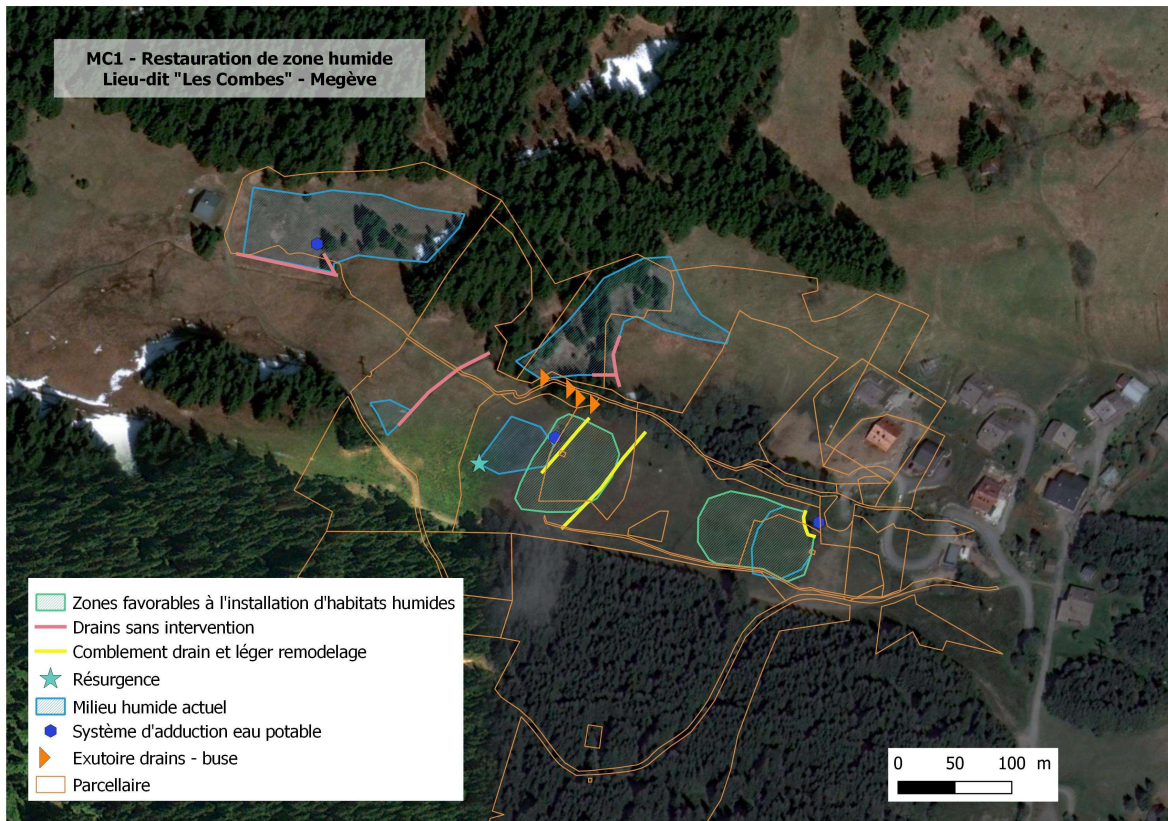 MC1 - Restauration de zone humide
Lieu-dit "Les Combes" - Megève
Zones favorables à l'installation d'habitats humides
Drains sans intervention
Comblement drain et léger remodelage
Résurgence
Milieu humide actuel
Système d'adduction eau potable
Exutoire drains - buse
Parcellaire
0 50 100 m